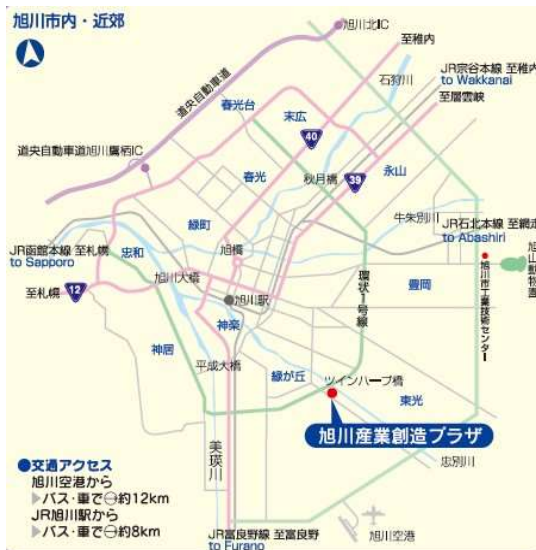 旭川市内・近郊
旭川北IC
至稚内
石狩川
JR宗谷本線 至稚内
to Wakkanai
至層雲峡
道央自動車道
春光台
末広
40
道央自動車道旭川鷹栖IC
春光
秋月橋
39
永山
緑町
牛朱別川
JR函館本線 至札幌
to Sapporo
忠和
旭橋
JR石北本線 至網走
to Abashiri
旭川大橋
環状1号線
豊岡
旭山動物園
旭川市工業技術センター
至札幌
12
旭川駅
神楽
神居
平成大橋
緑が丘
ツインハープ橋
東光
旭川産業創造プラザ
美瑛川
忠別川
●交通アクセス
旭川空港から
▶バス・車で⊖約12km
JR旭川駅から
▶バス・車で⊖約8km
JR富良野線 至富良野
to Furano
旭川空港